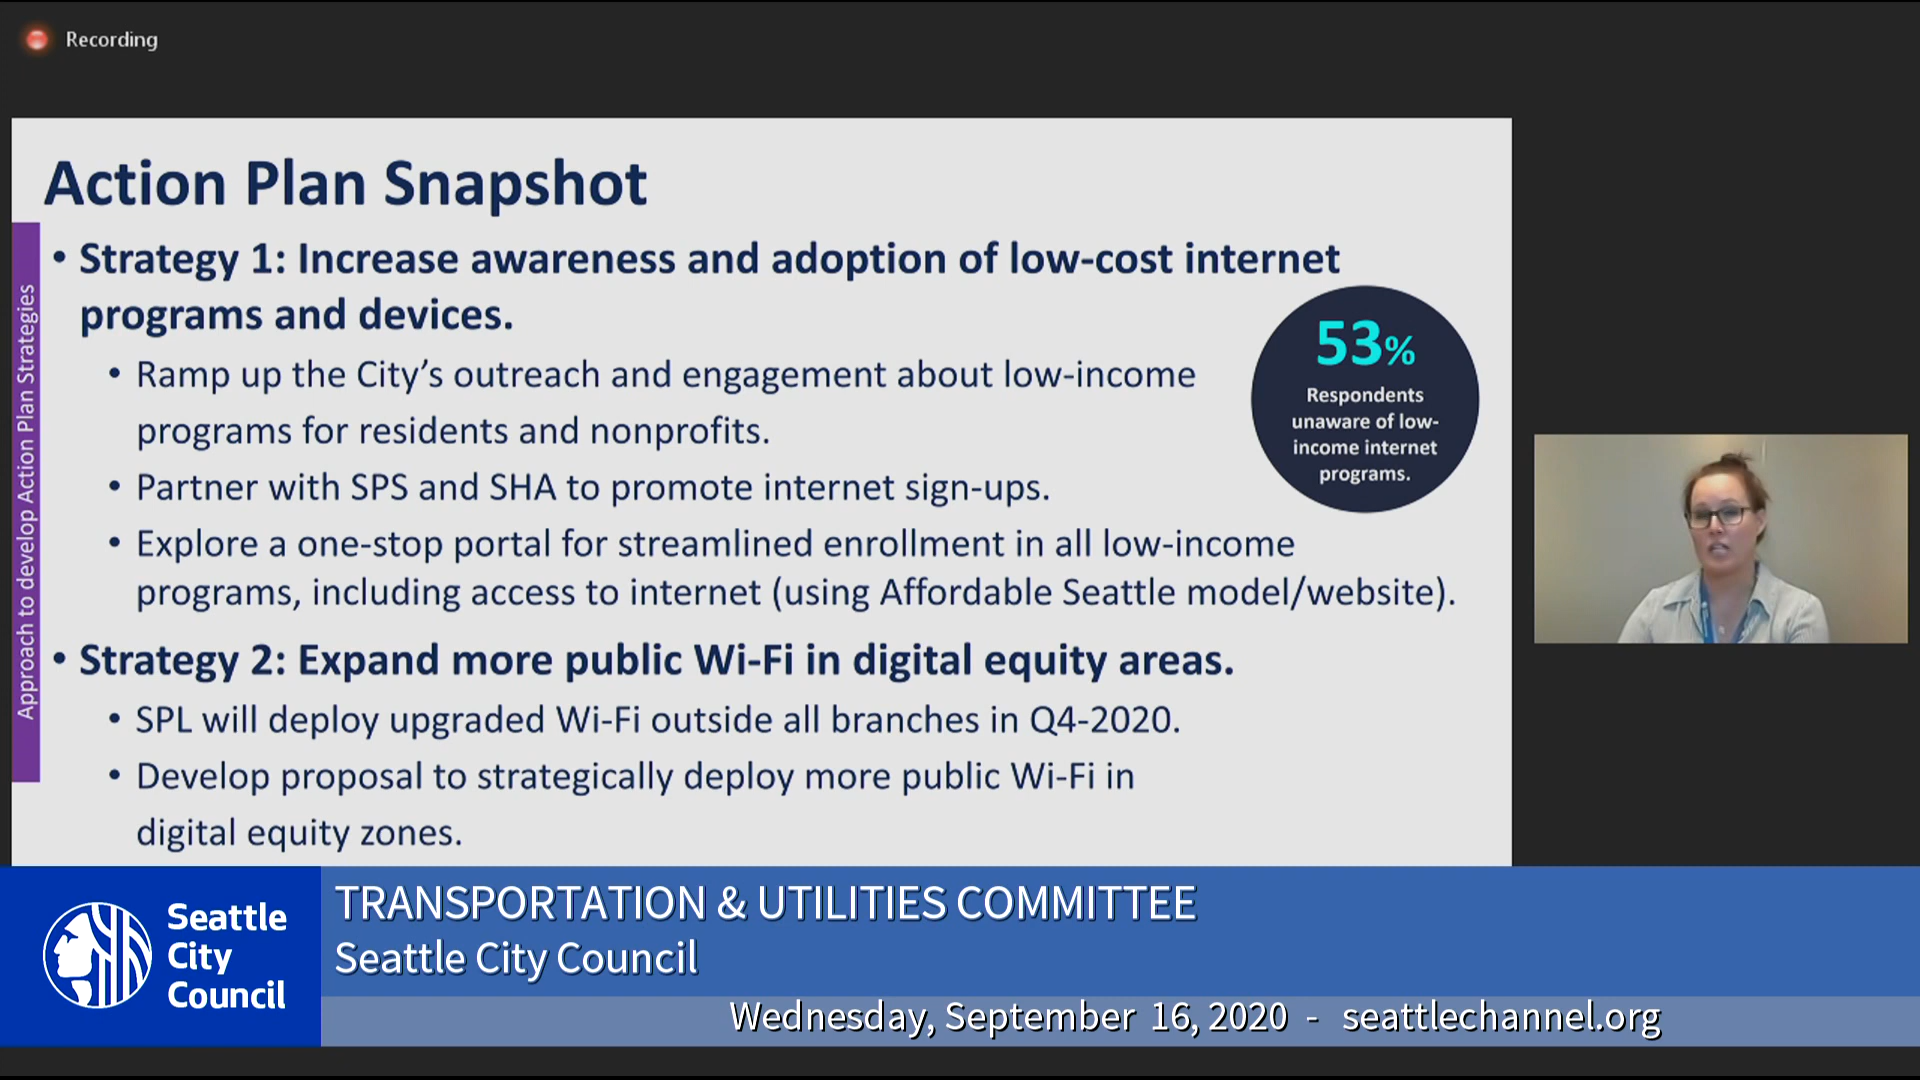 Recording
Action Plan Snapshot
Approach to develop Action Plan Strategies
• Strategy 1: Increase awareness and adoption of low-cost internet
programs and devices.
• Ramp up the City’s outreach and engagement about low-income
programs for residents and nonprofits.
• Partner with SPS and SHA to promote internet sign-ups.
• Explore a one-stop portal for streamlined enrollment in all low-income
programs, including access to internet (using Affordable Seattle model/website).
53%
Respondents
unaware of low-
income internet
programs.
• Strategy 2: Expand more public Wi-Fi in digital equity areas.
• SPL will deploy upgraded Wi-Fi outside all branches in Q4-2020.
• Develop proposal to strategically deploy more public Wi-Fi in
digital equity zones.
Seattle
City
Council
TRANSPORTATION & UTILITIES COMMITTEE
Seattle City Council
Wednesday, September 16, 2020 - seattlechannel.org